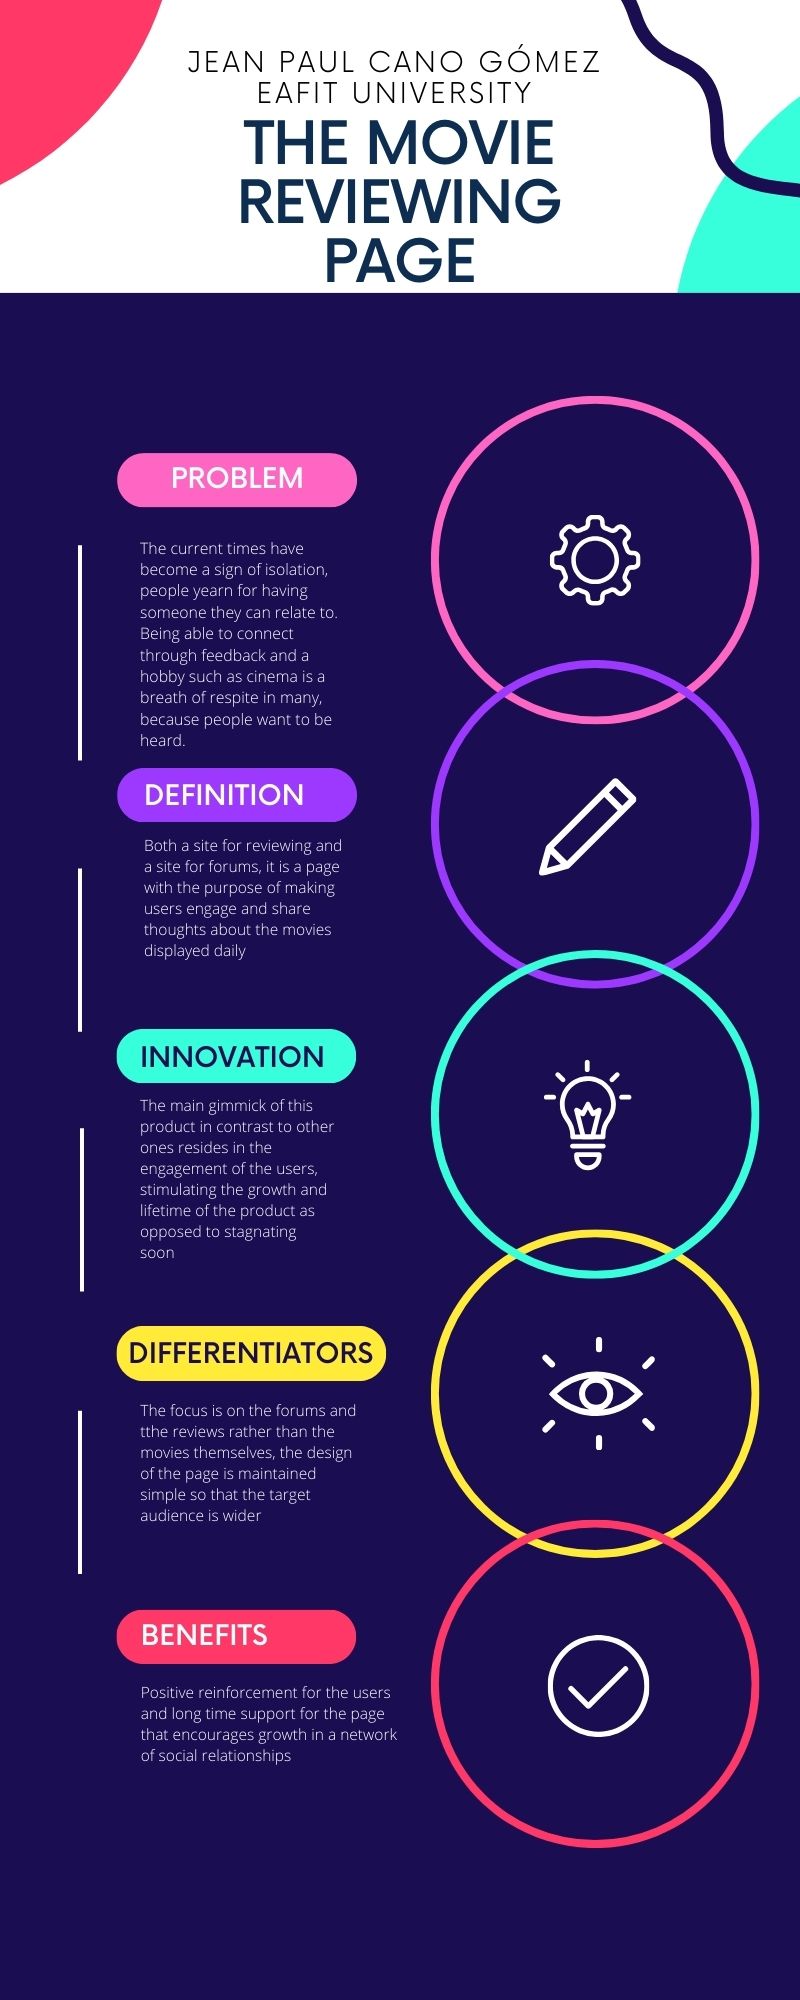 JEAN PAUL CANO GÓMEZ
EAFIT UNIVERSITY
THE MOVIE
REVIEWING
PAGE
PROBLEM
The current times have
become a sign of isolation,
people yearn for having
someone they can relate to.
Being able to connect
through feedback and a
hobby such as cinema is a
breath of respite in many,
because people want to be
heard.
DEFINITION
Both a site for reviewing and
a site for forums, it is a page
with the purpose of making
users engage and share
thoughts about the movies
displayed daily
INNOVATION
The main gimmick of this
product in contrast to other
ones resides in the
engagement of the users,
stimulating the growth and
lifetime of the product as
opposed to stagnating
soon
DIFFERENTIATORS
The focus is on the forums and
tthe reviews rather than the
movies themselves, the design
of the page is maintained
simple so that the target
audience is wider
BENEFITS
Positive reinforcement for the users
and long time support for the page
that encourages growth in a network
of social relationships